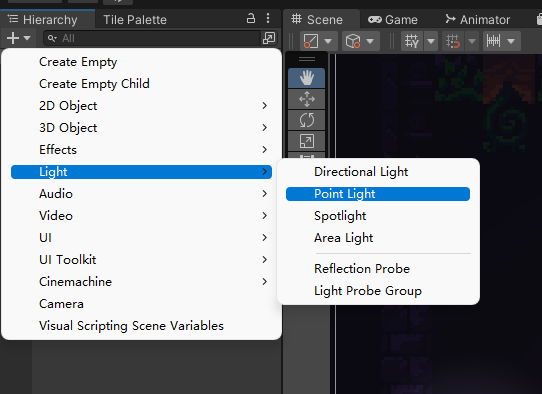 Hierarchy
Tile Palette
Scene
Game
Animator
All
Create Empty
Create Empty Child
2D Object
3D Object
Effects
Light
Audio
Video
UI
UI Toolkit
Cinemachine
Camera
Visual Scripting Scene Variables
Directional Light
Point Light
Spotlight
Area Light
Reflection Probe
Light Probe Group